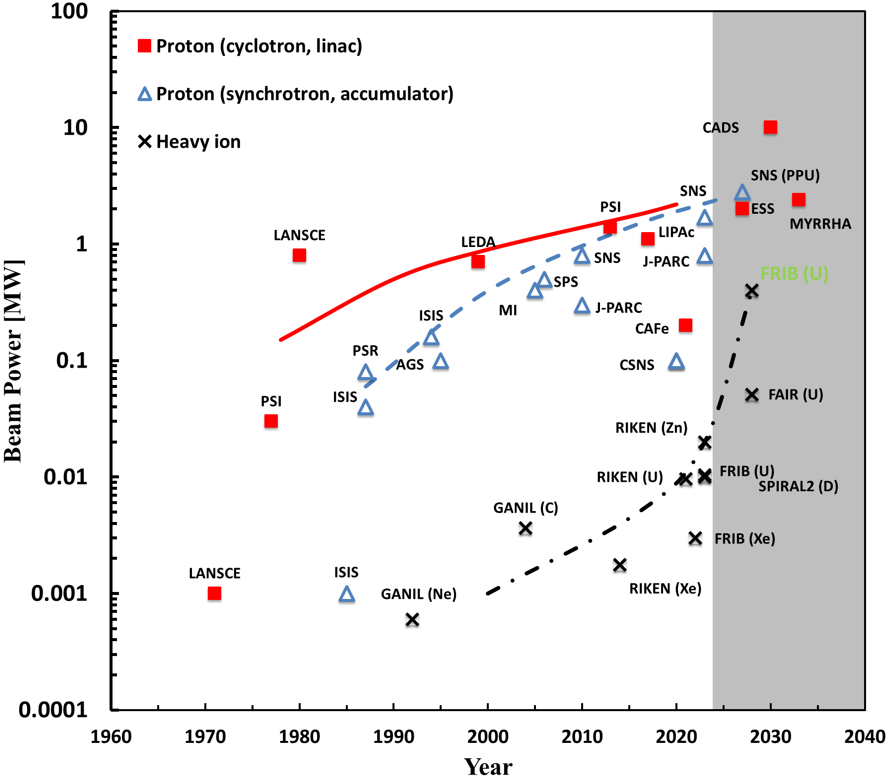 100
Proton (cyclotron, linac)
Proton (synchrotron, accumulator)
10
CADS
Heavy ion
SNS (PPU)
SNS
PSI
ESS
MYRRHA
LANSCE
LEDA
LIPAc
1
SNS
J-PARC
FRIB (U)
SPS
MI
J-PARC
ISIS
CAFe
PSR
AGS
CSNS
0.1
ISIS
FAIR (U)
PSI
RIKEN (Zn)
Beam Power [MW]
0.01
RIKEN (U)
FRIB (U)
SPIRAL2 (D)
GANIL (C)
FRIB (Xe)
LANSCE
ISIS
GANIL (Ne)
RIKEN (Xe)
0.001
0.0001
1960 1970 1980 1990 2000 2010 2020 2030 2040
Year